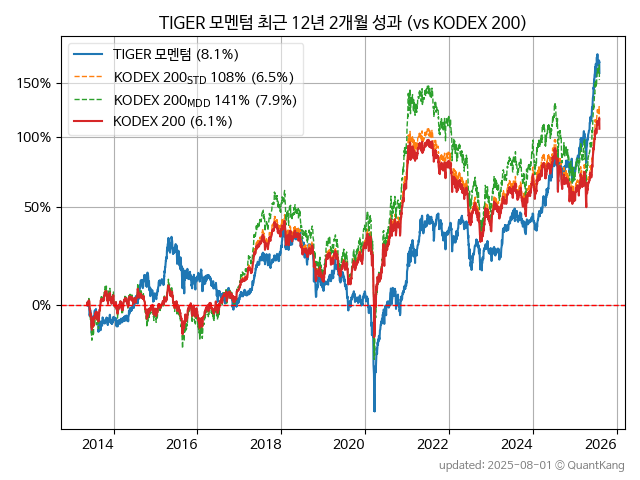 TIGER 모멘텀 최근 12년 2개월 성과 (vs KODEX 200)
TIGER 모멘텀 (8.1%)
KODEX 200STD 108% (6.5%)
KODEX 200MDD 141% (7.9%)
KODEX 200 (6.1%)
150%
100%
50%
0%
2014 2016 2018 2020 2022 2024 2026
updated: 2025-08-01 © QuantKang